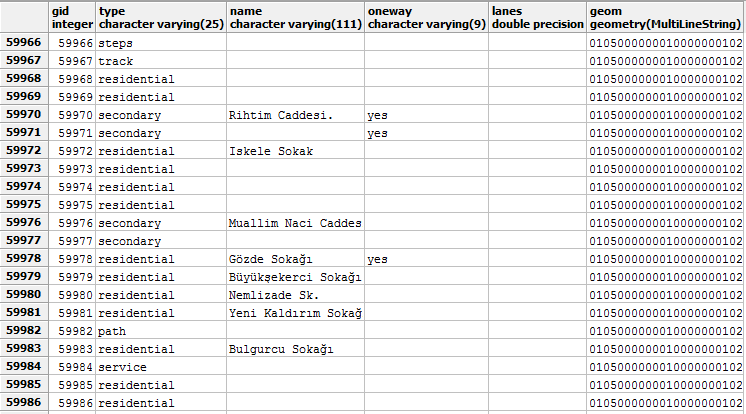 gid type name oneway lanes geom
integer character varying(25) character varying(111) character varying(9) double precision geometry(MultiLineString)
59966 59966 steps 0105000000010000000102
59967 59967 track 0105000000010000000102
59968 59968 residential 0105000000010000000102
59969 59969 residential 0105000000010000000102
59970 59970 secondary Rihtim Caddesi. yes 0105000000010000000102
59971 59971 secondary yes 0105000000010000000102
59972 59972 residential Iskele Sokak 0105000000010000000102
59973 59973 residential 0105000000010000000102
59974 59974 residential 0105000000010000000102
59975 59975 residential 0105000000010000000102
59976 59976 secondary Muallim Naci Caddes 0105000000010000000102
59977 59977 secondary 0105000000010000000102
59978 59978 residential Gözde Sokağı yes 0105000000010000000102
59979 59979 residential Büyükşekerci Sokağı 0105000000010000000102
59980 59980 residential Nemlizade Sk. 0105000000010000000102
59981 59981 residential Yeni Kaldırım Sokağ 0105000000010000000102
59982 59982 path 0105000000010000000102
59983 59983 residential Bulgurcu Sokağı 0105000000010000000102
59984 59984 service 0105000000010000000102
59985 59985 residential 0105000000010000000102
59986 59986 residential 0105000000010000000102